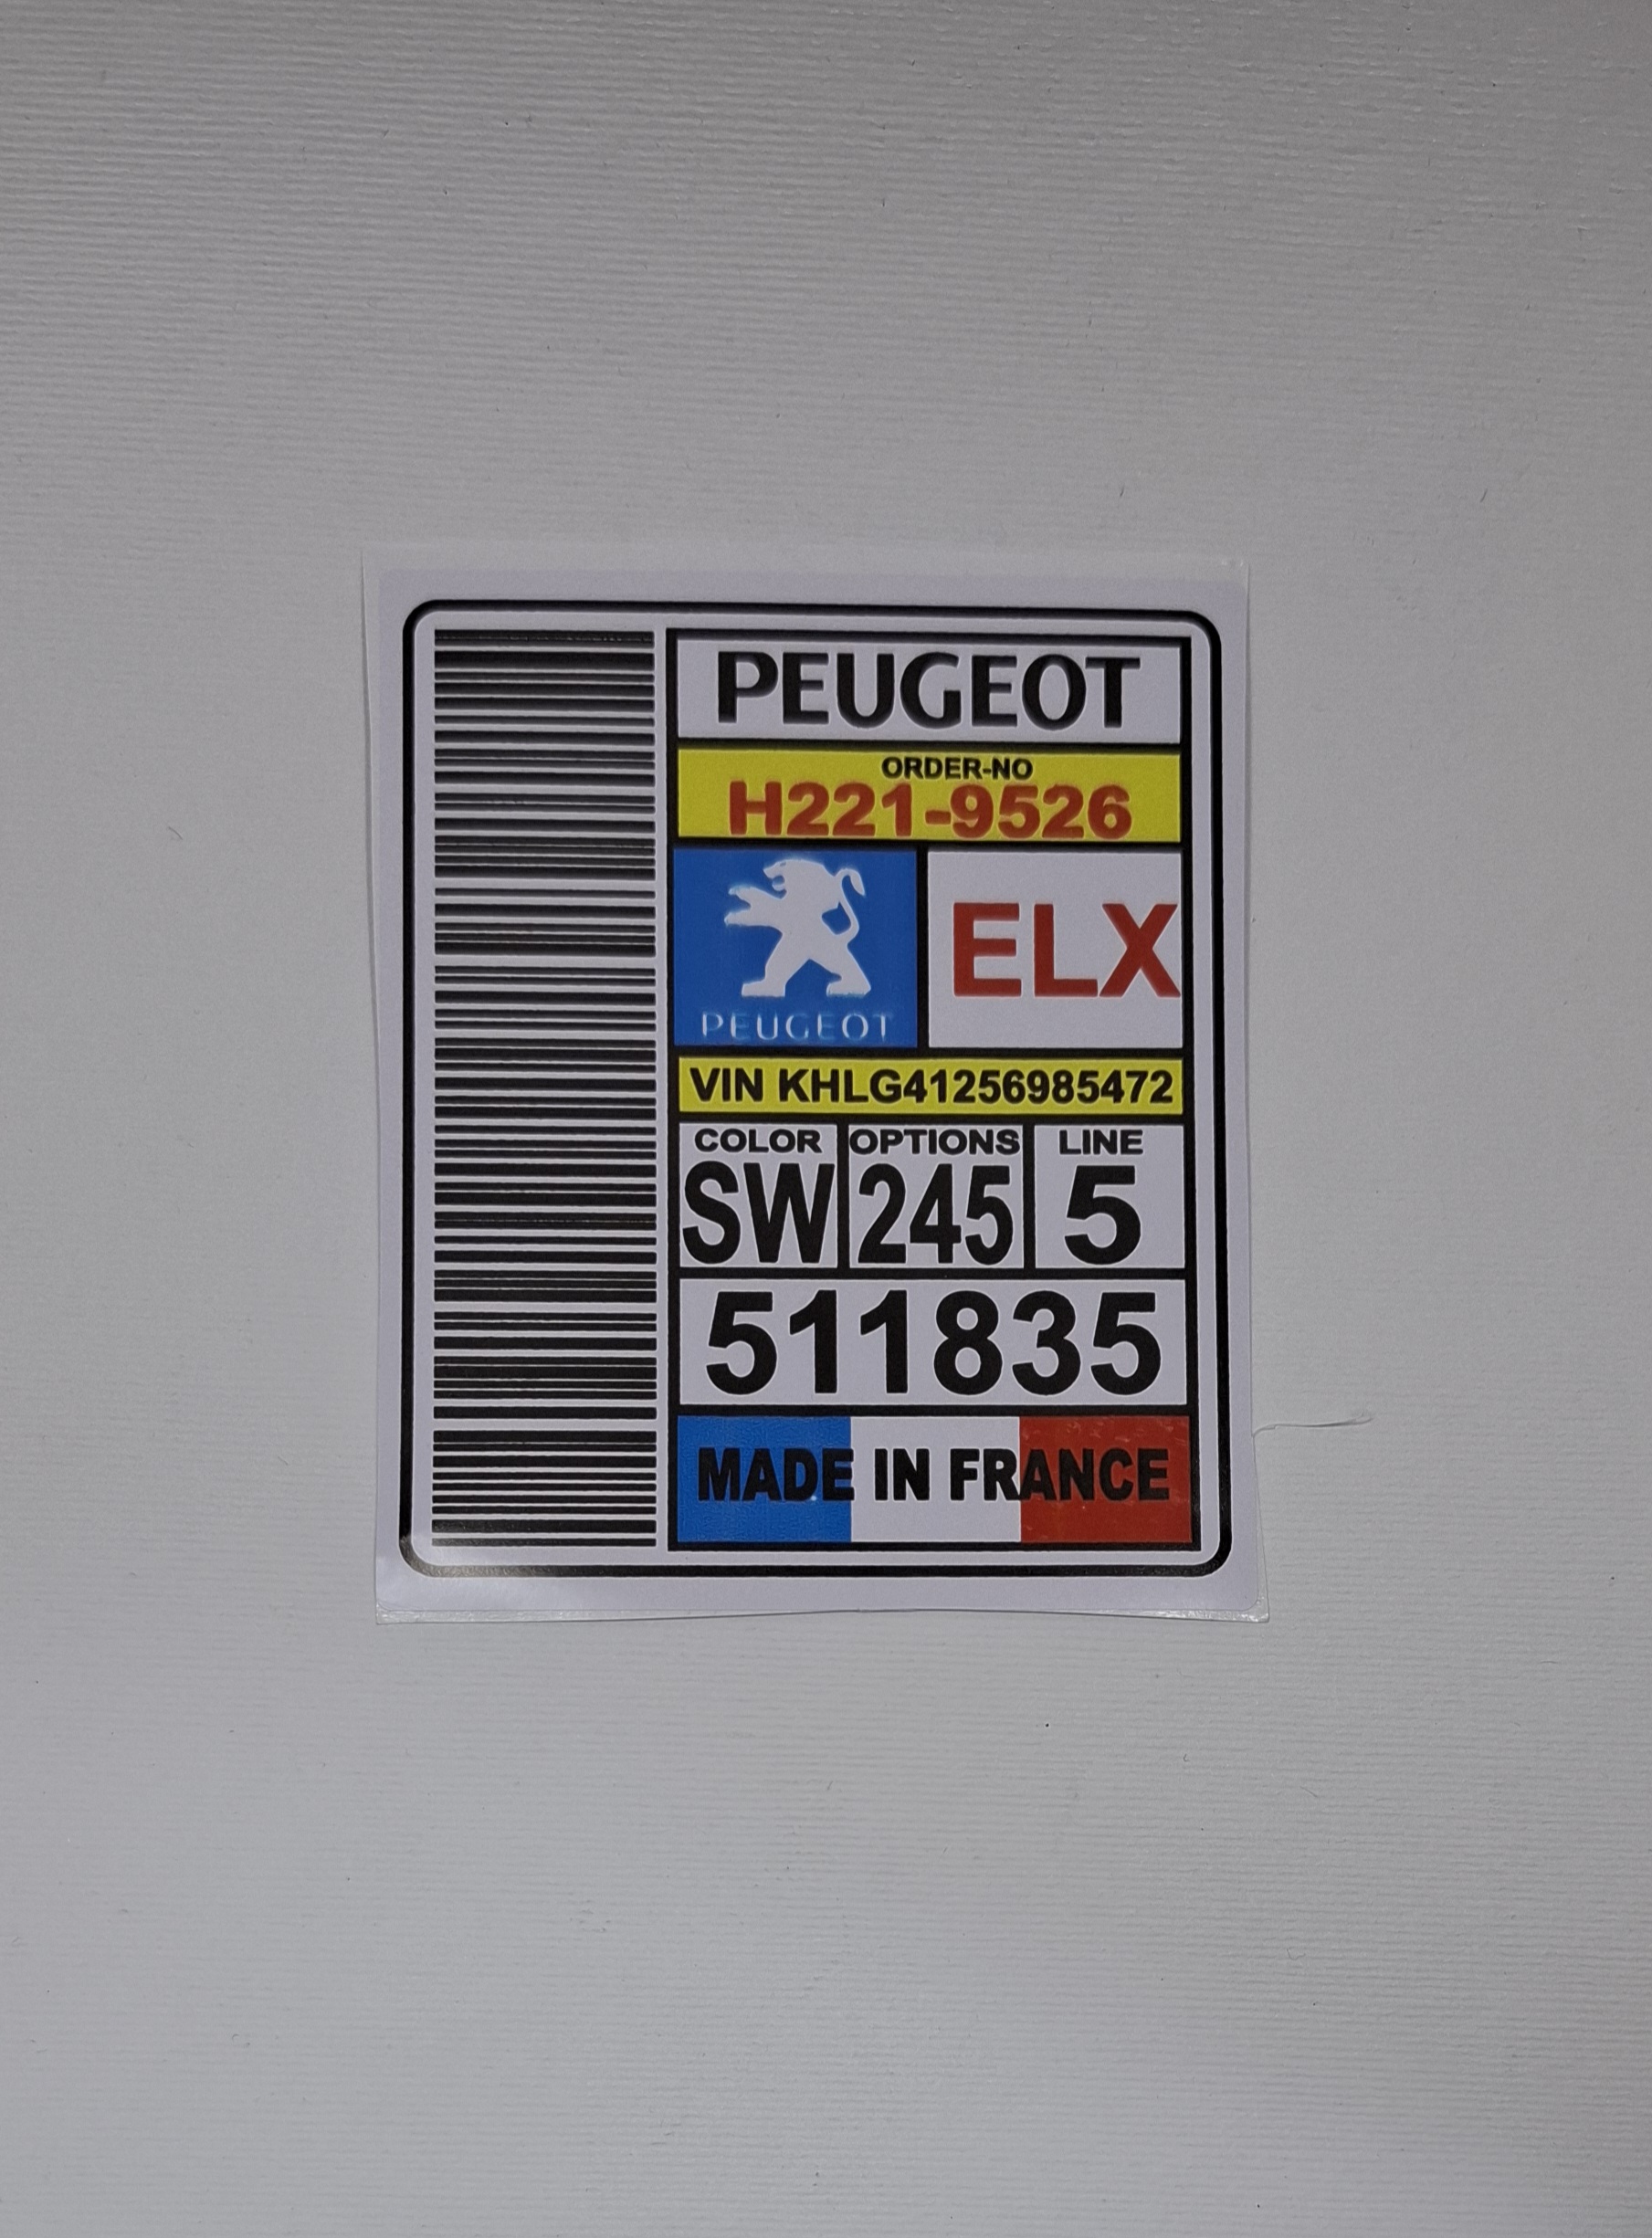 PEUGEOT
ORDER-NO
H221-9526
PEUGEOT
ELX
VIN KHLG41256985472
COLOR OPTIONS LINE
SW 245 5
511835
MADE IN FRANCE